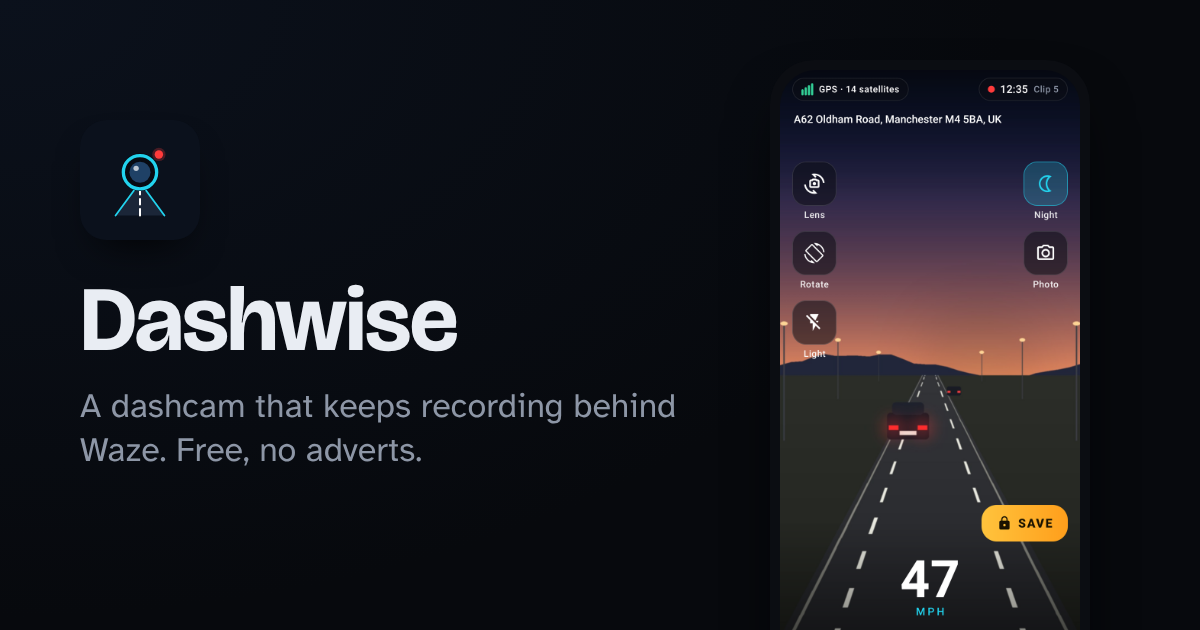 Dashwise
A dashcam that keeps recording behind
Waze. Free, no adverts.
GPS · 14 satellites
12:35 Clip 5
A62 Oldham Road, Manchester M4 5BA, UK
Lens
Night
Rotate
Photo
Light
SAVE
47
MPH